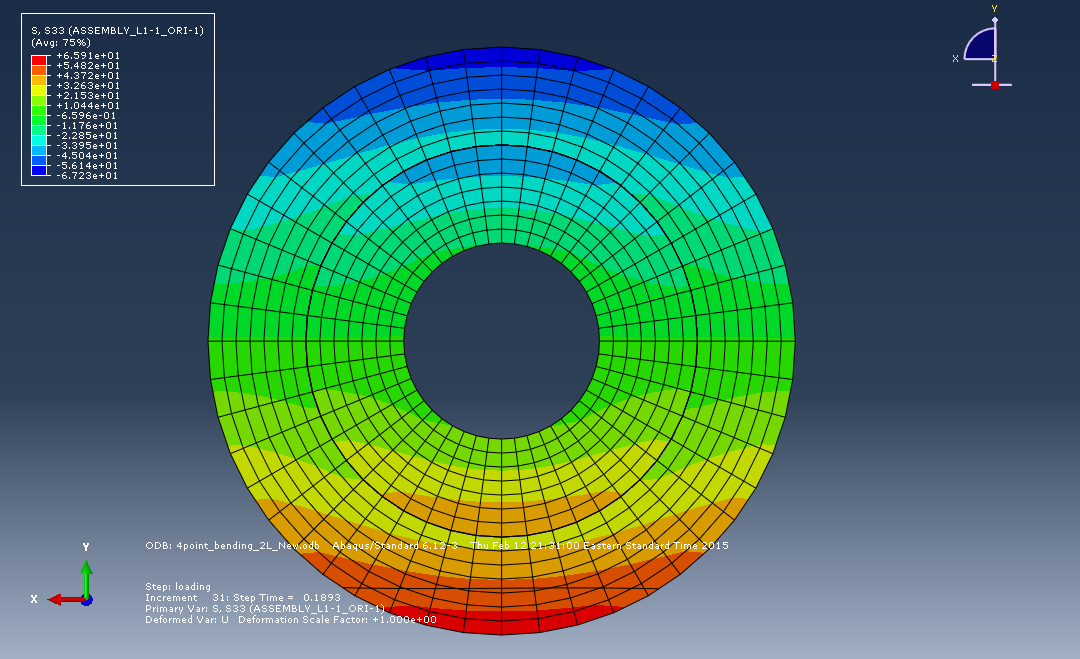 S, S33 (ASSEMBLY_L1-1_ORI-1)
(Avg: 75%)
+6.591e+01
+5.482e+01
+4.372e+01
+3.263e+01
+2.153e+01
+1.044e+01
-6.596e-01
-1.176e+01
-2.285e+01
-3.395e+01
-4.504e+01
-5.614e+01
-6.723e+01
Y
X
Z
Y
X
ODB: 4point_bending_2L_New.odb Abaqus/Standard 6.12-3 Thu Feb 12 21:31:00 Eastern Standard Time 2015
Step: loading
Increment 31: Step Time = 0.1893
Primary Var: S, S33 (ASSEMBLY_L1-1_ORI-1)
Deformed Var: U Deformation Scale Factor: +1.000e+00